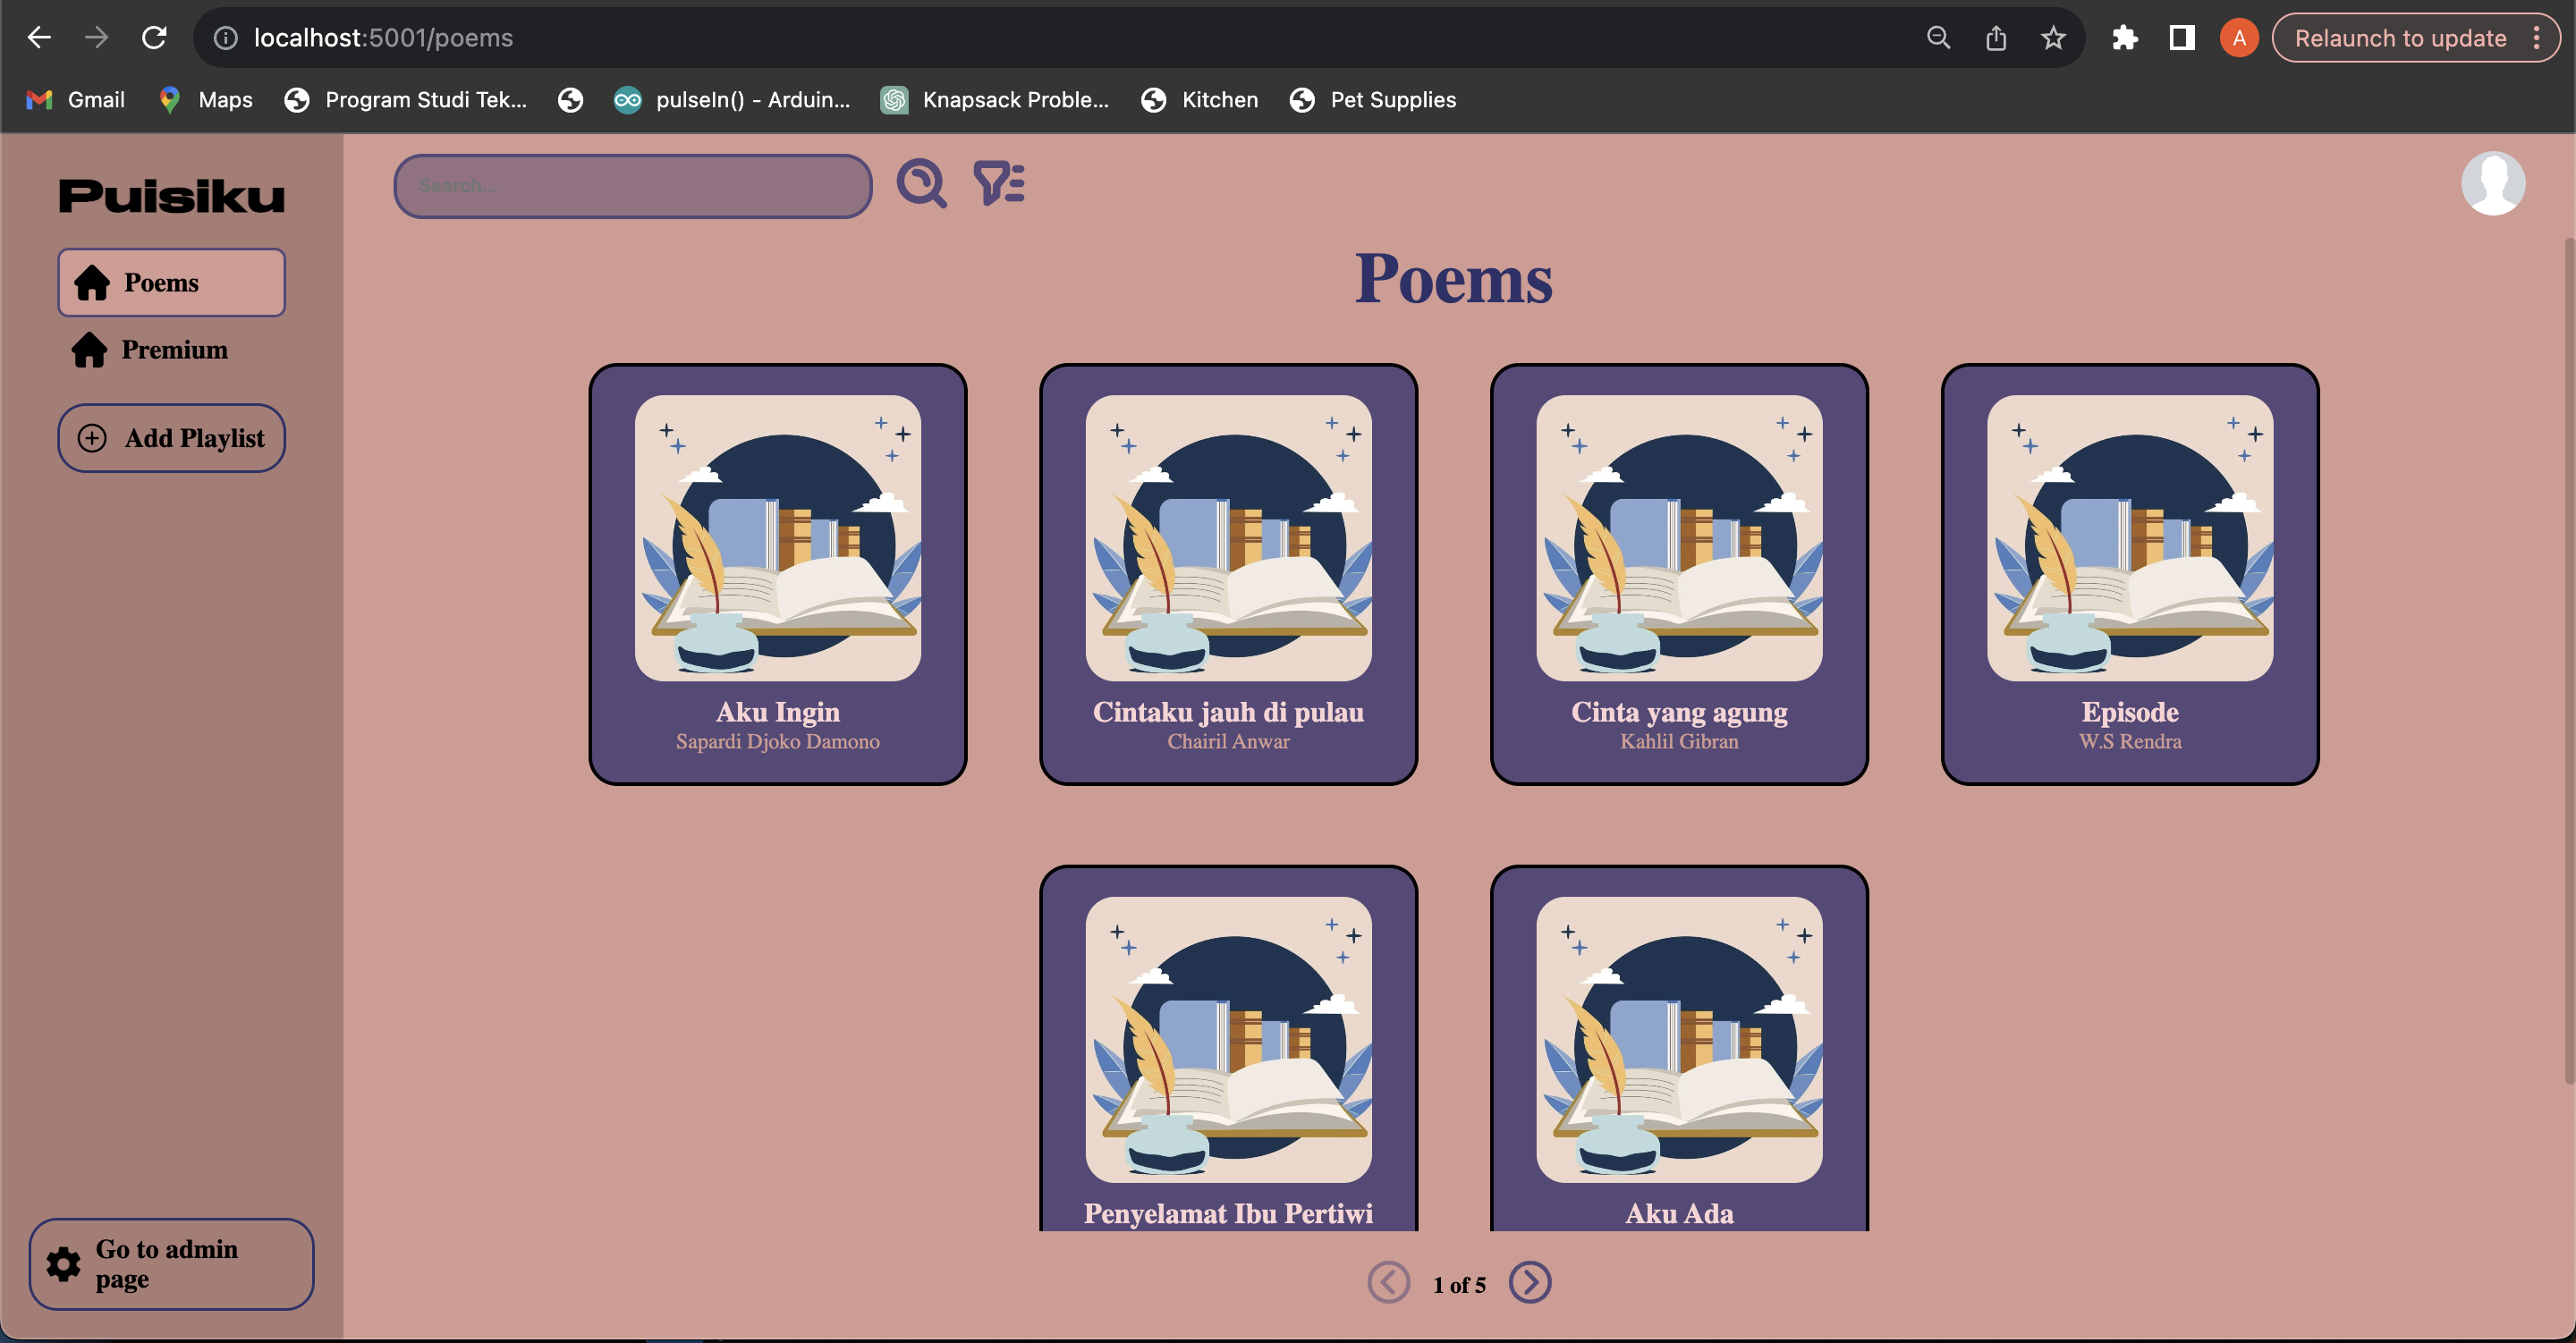 localhost:5001/poems
Relaunch to update
A
Gmail
Maps
Program Studi Tek...
pulseIn() - Arduin...
Knapsack Proble...
Kitchen
Pet Supplies
Puisiku
Search...
Poems
Premium
Add Playlist
Go to admin
page
Poems
Aku Ingin
Sapardi Djoko Damono
Cintaku jauh di pulau
Chairil Anwar
Cinta yang agung
Kahlil Gibran
Episode
W.S Rendra
Penyelamat Ibu Pertiwi
Aku Ada
1 of 5